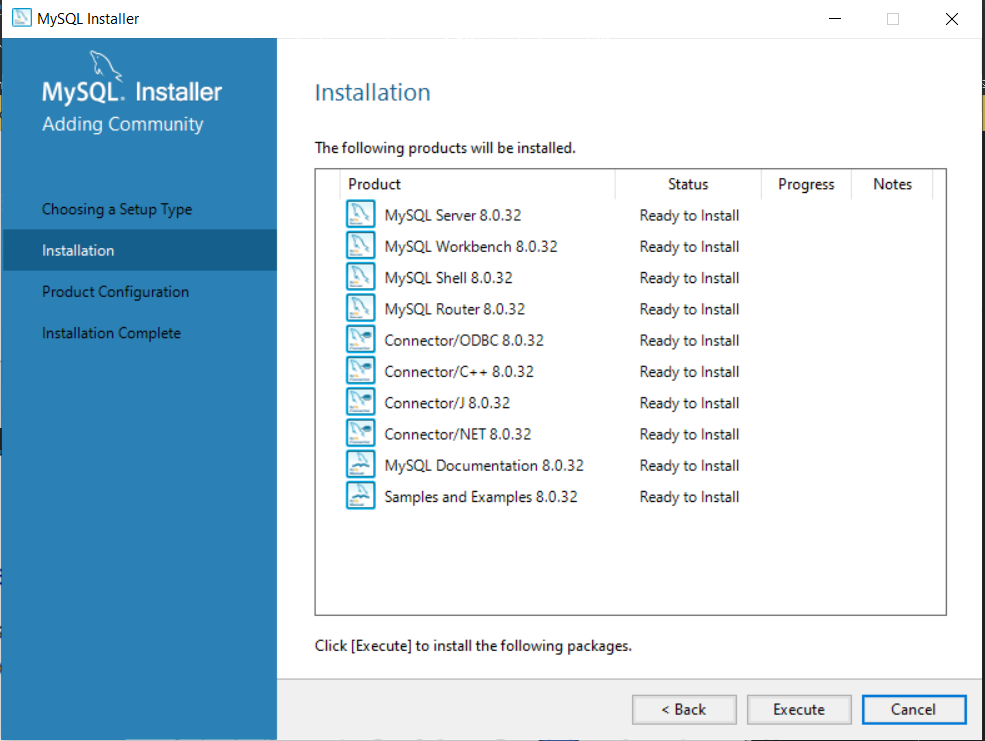 MySQL Installer
MySQL. Installer
Adding Community
Choosing a Setup Type
Installation
Product Configuration
Installation Complete
Installation
The following products will be installed.
Product Status Progress Notes
MySQL Server 8.0.32 Ready to Install
MySQL Workbench 8.0.32 Ready to Install
MySQL Shell 8.0.32 Ready to Install
MySQL Router 8.0.32 Ready to Install
Connector/ODBC 8.0.32 Ready to Install
Connector/C++ 8.0.32 Ready to Install
Connector/J 8.0.32 Ready to Install
Connector/NET 8.0.32 Ready to Install
MySQL Documentation 8.0.32 Ready to Install
Samples and Examples 8.0.32 Ready to Install
Click [Execute] to install the following packages.
< Back Execute Cancel